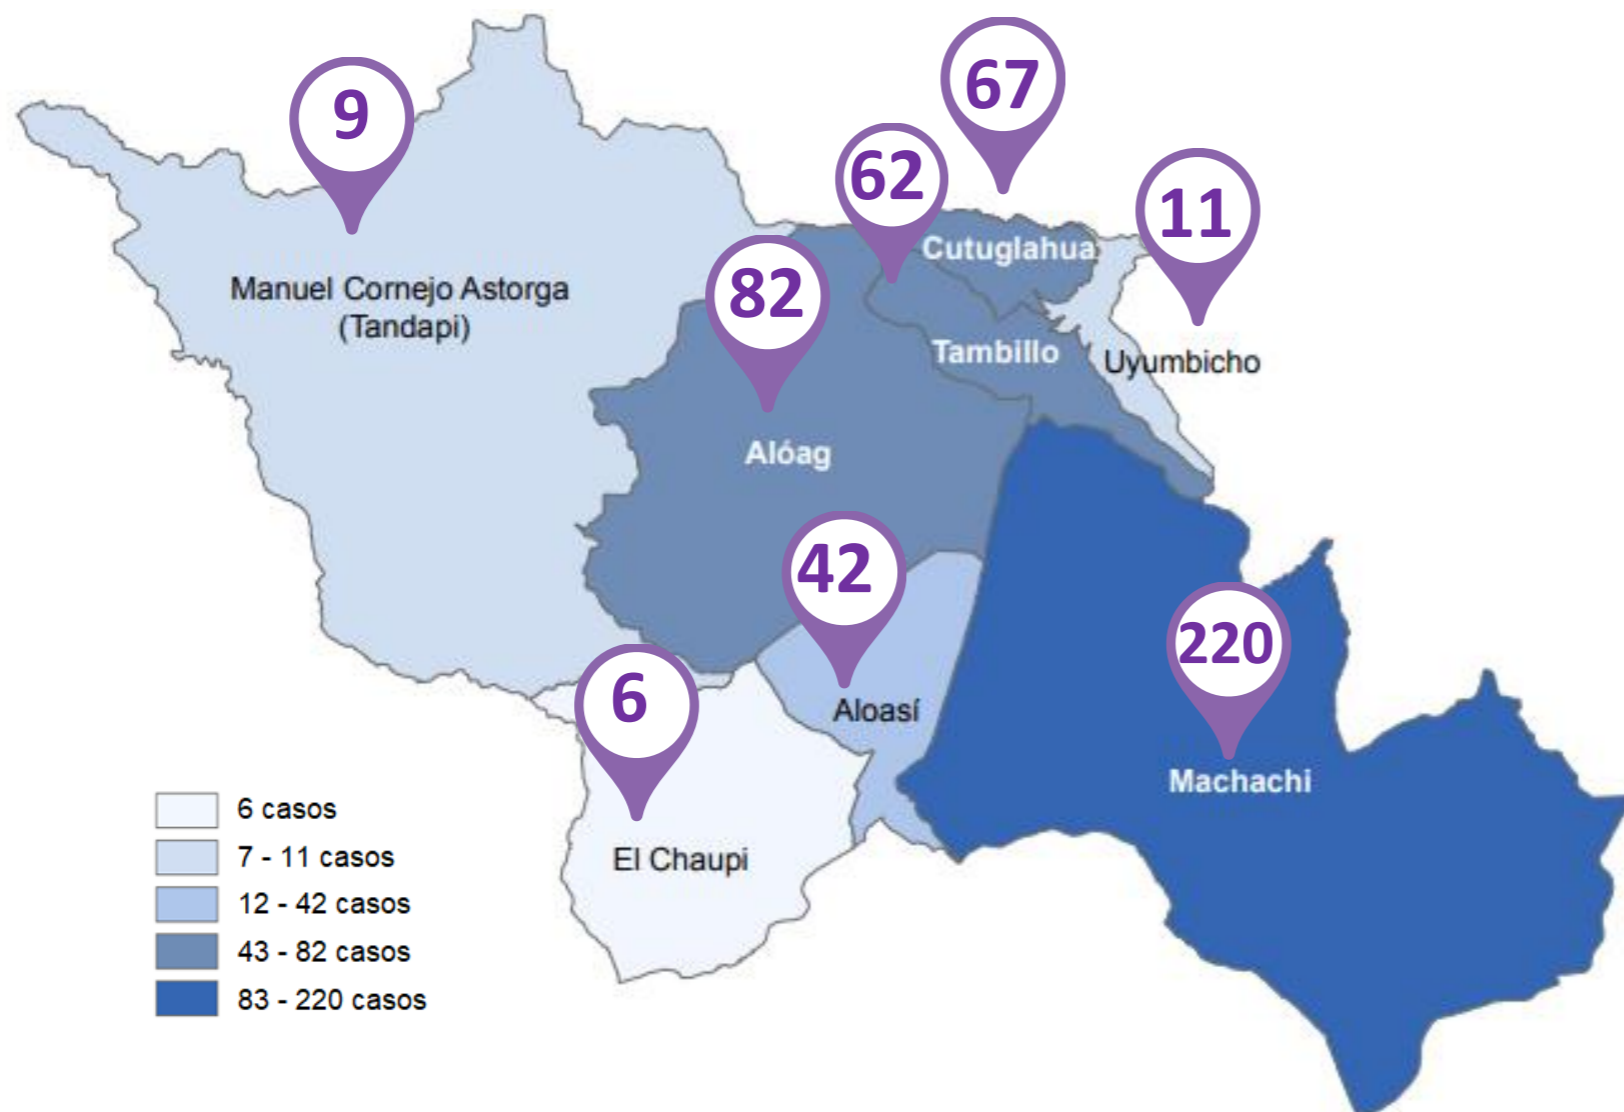 67
9
62
11
Cutuglahua
Manuel Cornejo Astorga
(Tandapi)
82
Tambillo
Uyumbicho
Alóag
42
220
6
Aloasí
Machachi
El Chaupi
6 casos
7 - 11 casos
12 - 42 casos
43 - 82 casos
83 - 220 casos